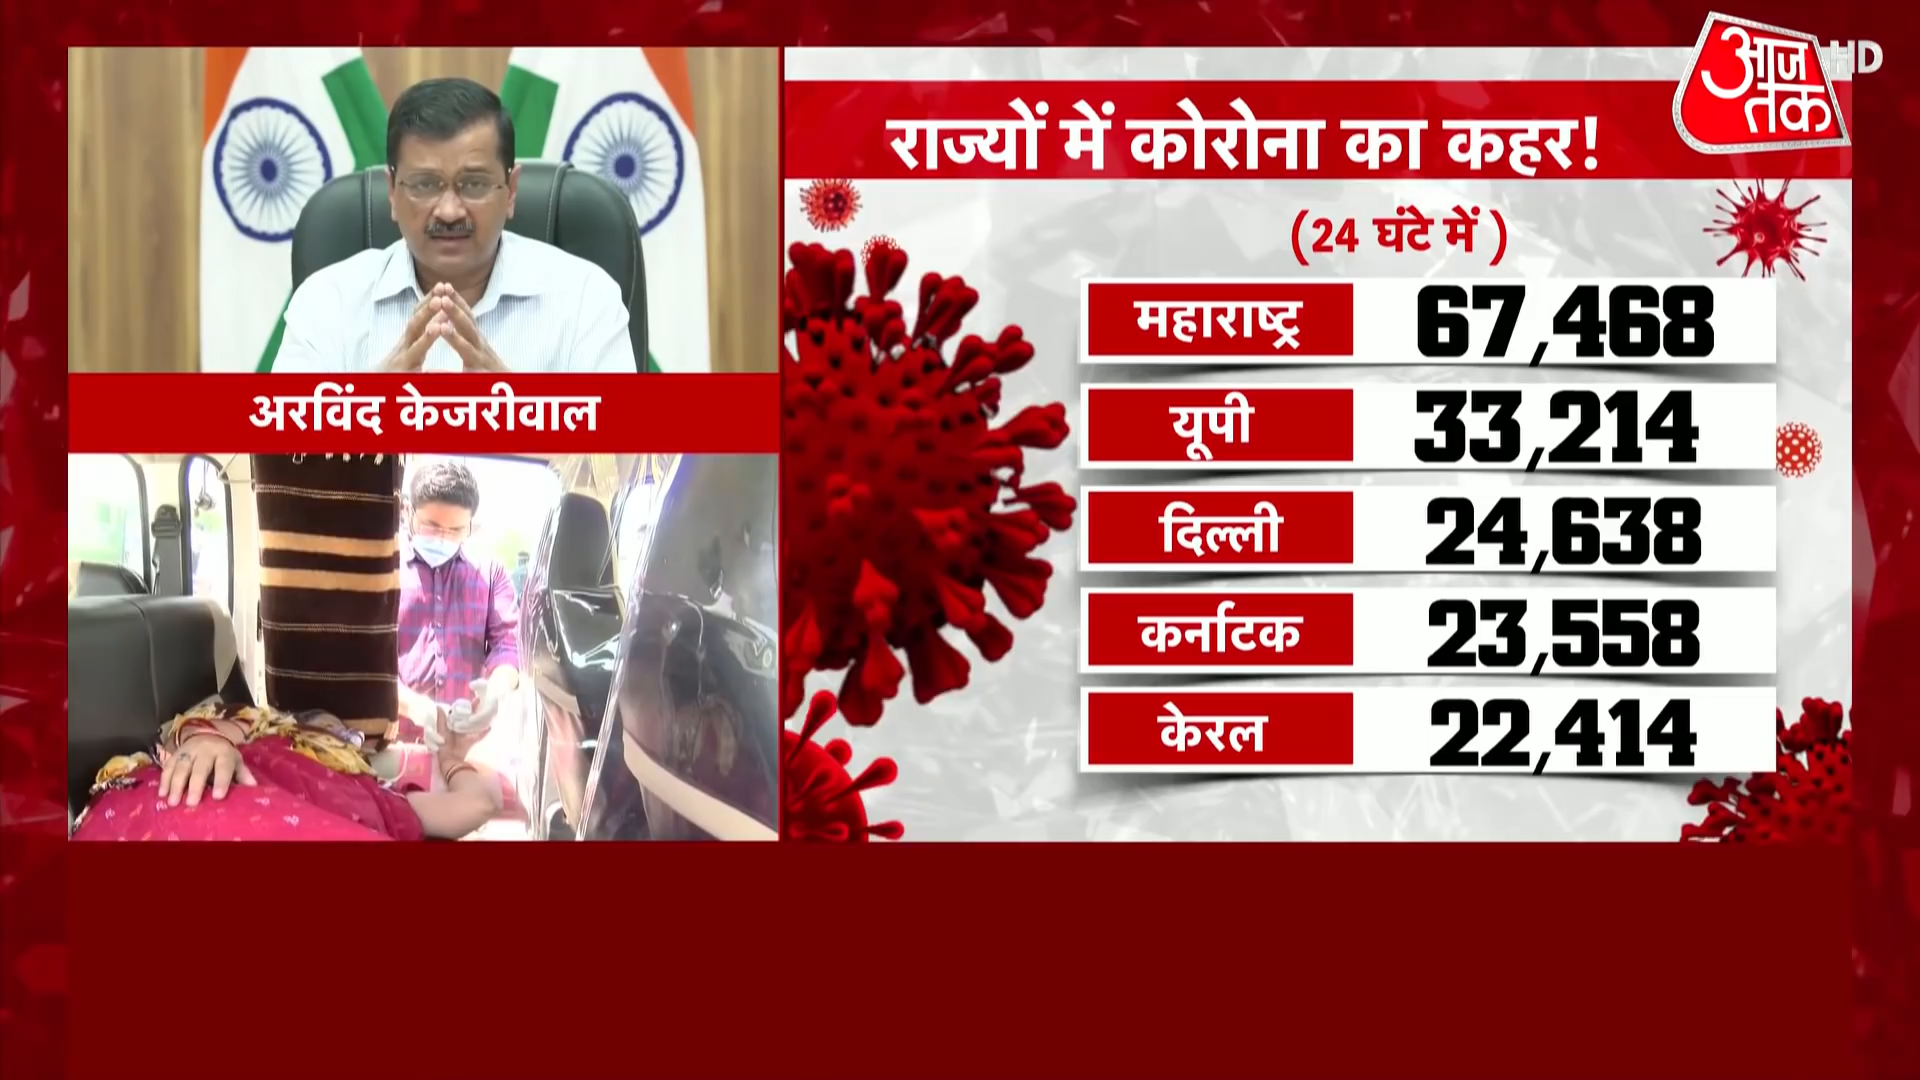 आज
तक
HD
राज्यों में कोरोना का कहर!
(24 घंटे में )
महाराष्ट्र 67,468
यूपी 33,214
दिल्ली 24,638
कर्नाटक 23,558
केरल 22,414
अरविंद केजरीवाल